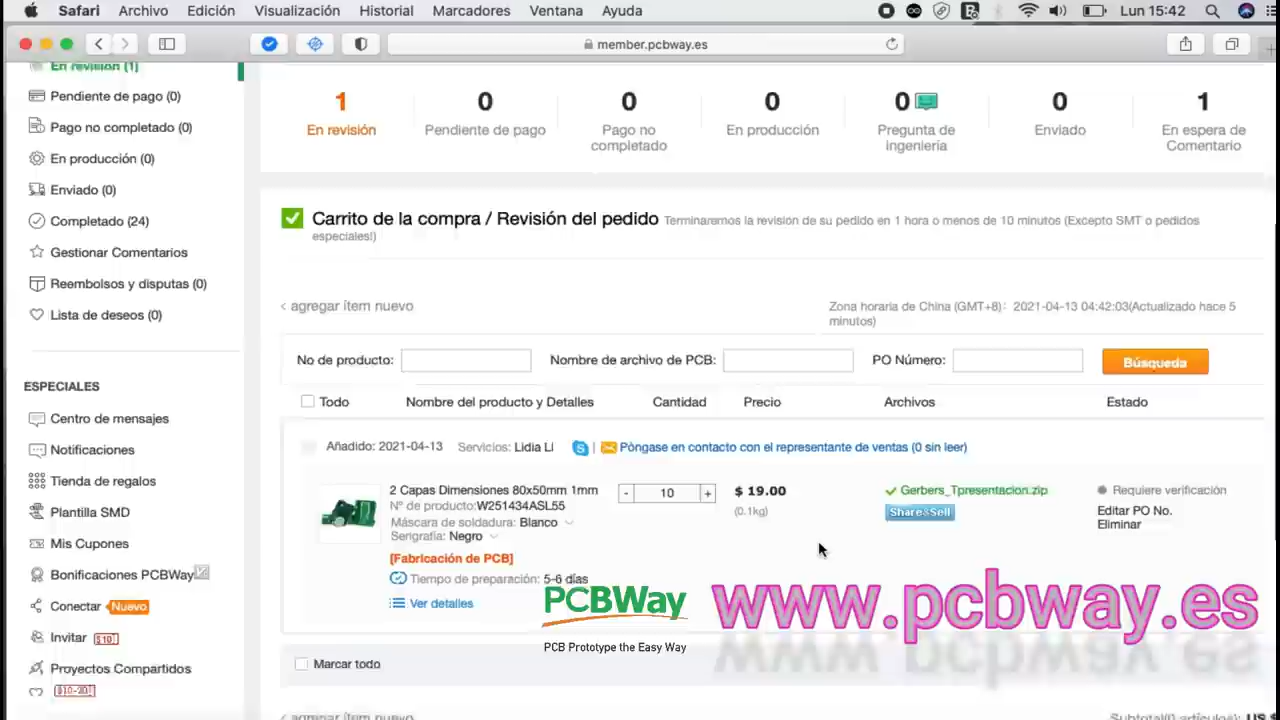 Safari Archivo Edición Visualización Historial Marcadores Ventana Ayuda Lun 15:42
member.pcbway.es
En revisión (1)
Pendiente de pago (0)
Pago no completado (0)
En producción (0)
Enviado (0)
Completado (24)
Gestionar Comentarios
Reembolsos y disputas (0)
Lista de deseos (0)
ESPECIALES
Centro de mensajes
Notificaciones
Tienda de regalos
Plantilla SMD
Mis Cupones
Bonificaciones PCBWay
Conectar Nuevo
Invitar
Proyectos Compartidos
1 0 0 0 0 0 1
En revisión Pendiente de pago Pago no En producción Pregunta de Enviado En espera de
completado ingeniería Comentario
Carrito de la compra / Revisión del pedido Terminaremos la revisión de su pedido en 1 hora o menos de 10 minutos (Excepto SMT o pedidos
especiales!)
< agregar ítem nuevo
Zona horaria de China (GMT+8): 2021-04-13 04:42:03(Actualizado hace 5
minutos)
No de producto: Nombre de archivo de PCB: PO Número: Búsqueda
Todo Nombre del producto y Detalles Cantidad Precio Archivos Estado
Añadido: 2021-04-13 Servicios: Lidia Li | Póngase en contacto con el representante de ventas (0 sin leer)
2 Capas Dimensiones 80x50mm 1mm - 10 + $ 19.00 Gerbers_Tpresentacion.zip Requiere verificación
Nº de producto:W251434ASL55 (0.1kg) Share&Sell Editar PO No.
Máscara de soldadura: Blanco Eliminar
Serigrafía: Negro
[Fabricación de PCB]
Tiempo de preparación: 5-6 días
Ver detalles
PCBWay
PCB Prototype the Easy Way
www.pcbway.es
Marcar todo
< agregar ítem nuevo